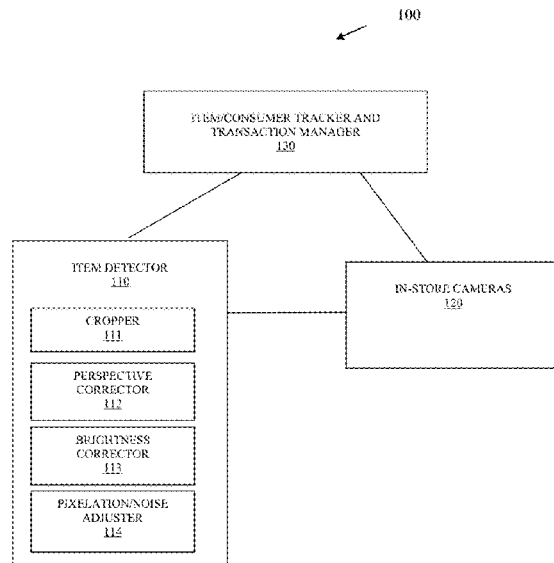 100
ITEM/CONSUMER TRACKER AND
TRANSACTION MANAGER
130
ITEM DETECTOR
110
CROPPER
111
PERSPECTIVE
CORRECTOR
112
BRIGHTNESS
CORRECTOR
113
PIXELATION/NOISE
ADJUSTER
114
IN-STORE CAMERAS
120